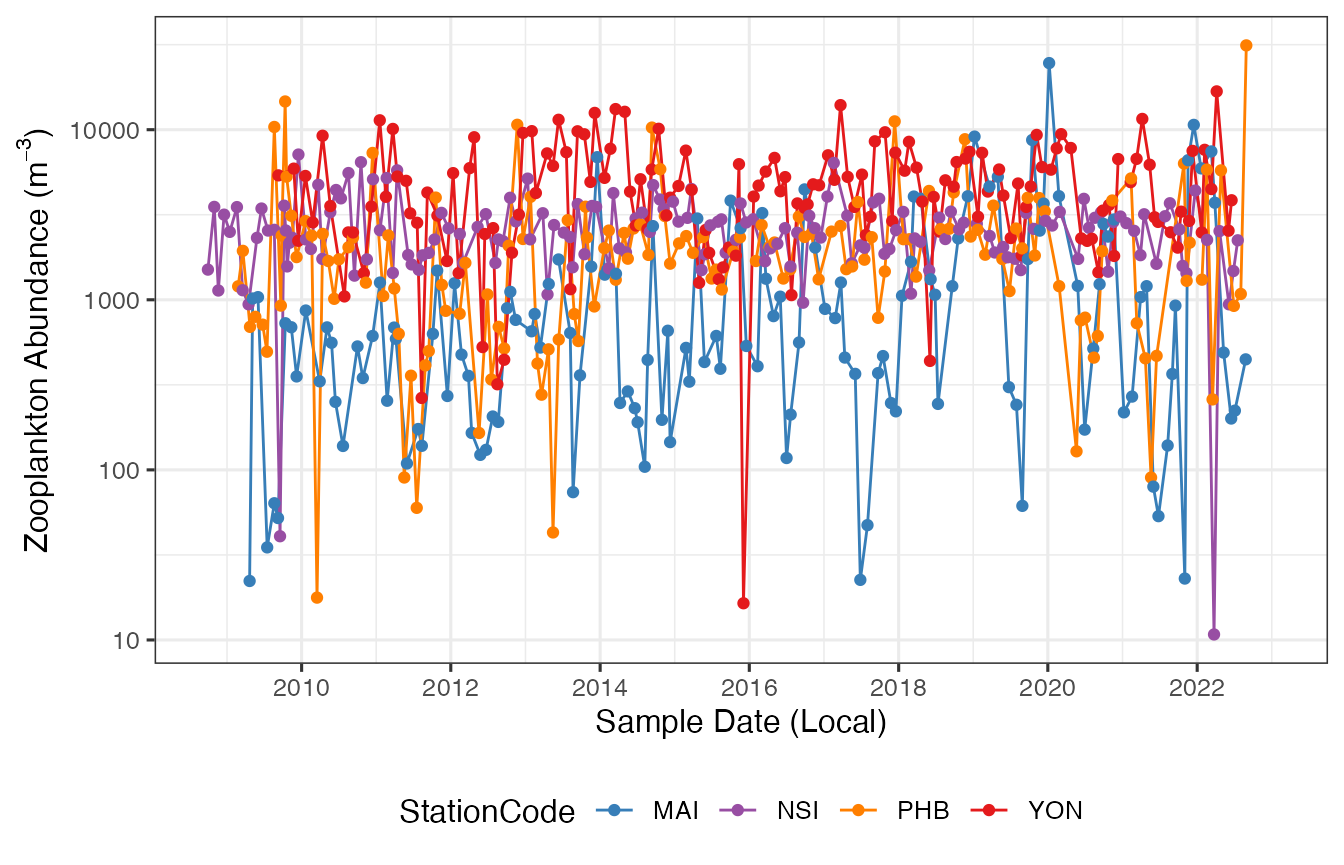 Zooplankton Abundance (m⁻³)
10000
1000
100
10
2010 2012 2014 2016 2018 2020 2022
Sample Date (Local)
StationCode MAI NSI PHB YON